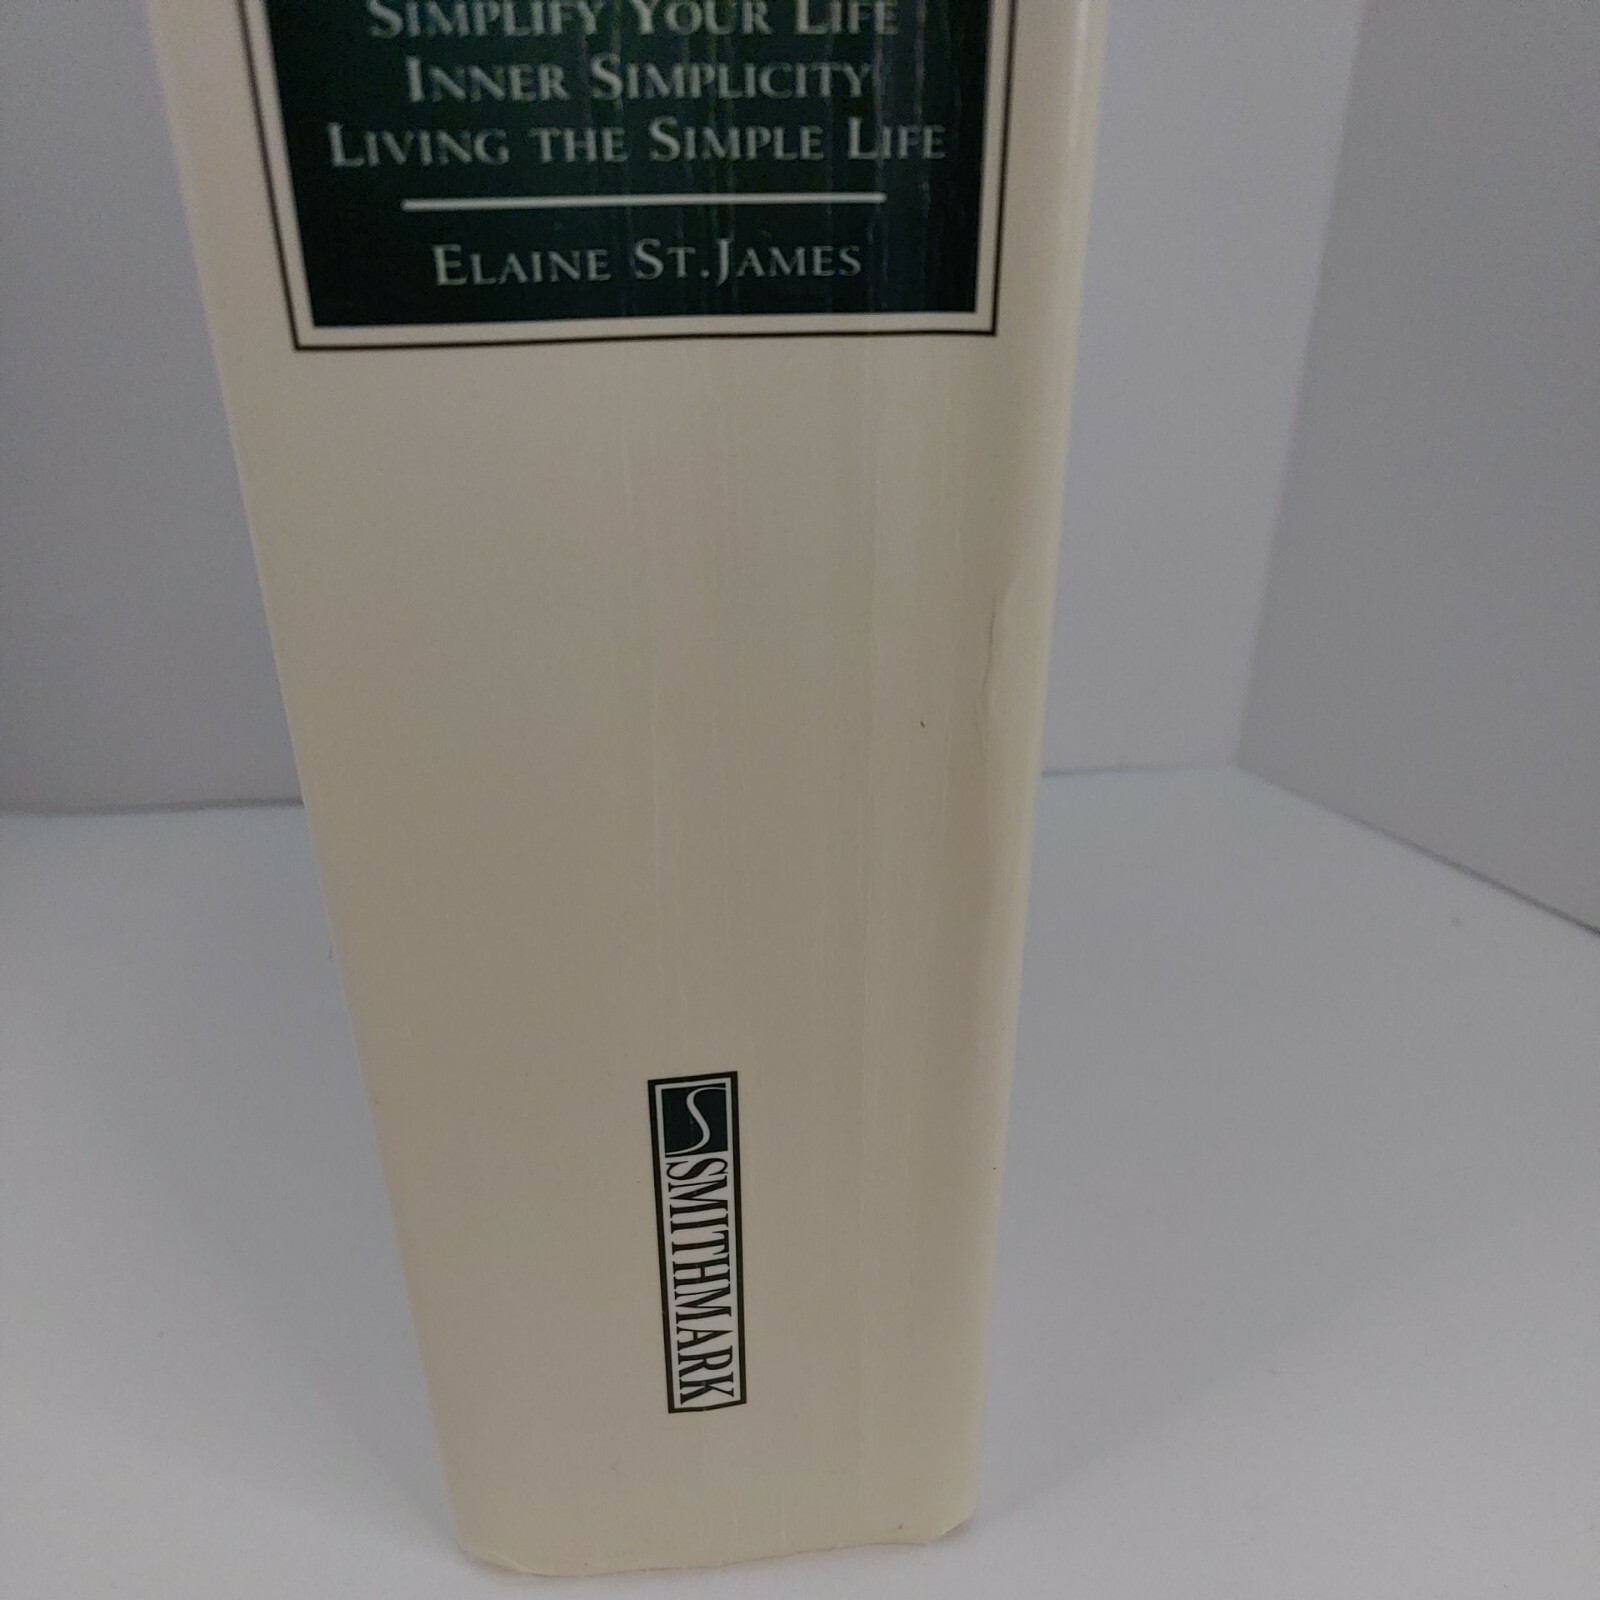 SIMPLIFY YOUR LIFE
INNER SIMPLICITY
LIVING THE SIMPLE LIFE
ELAINE ST. JAMES
S SMITHMARK